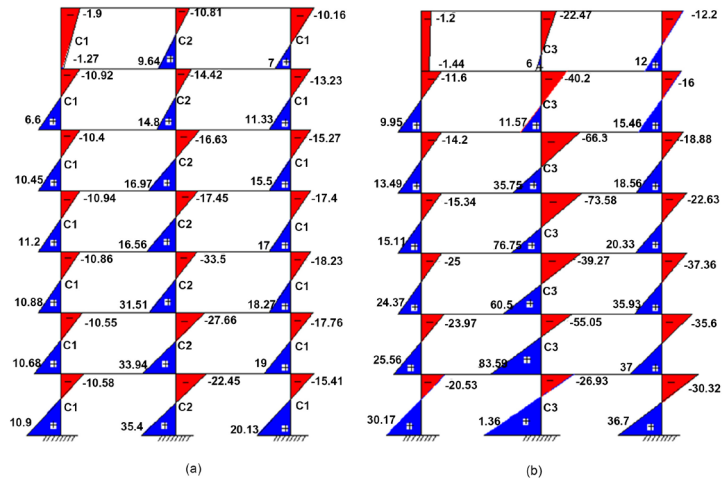 -1.9 -10.81 -10.16 -1.2 -22.47 -12.2
C1 C2 C3
-1.27 9.64 7 -1.44 6 12
-10.92 -14.42 -13.23 -11.6 -40.2 -16
C1 C2 C1 C3
6.6 14.8 11.33 9.95 11.57 15.46
-10.4 -16.63 -15.27 -14.2 -66.3 -18.88
C1 C2 C1 C3
10.45 16.97 15.5 13.49 35.75 18.56
-10.94 -17.45 -17.4 -15.34 -73.58 -22.63
C1 C2 C1 C3
11.2 16.56 17 15.11 76.75 20.33
-10.86 -33.5 -18.23 -25 -39.27 -37.36
C1 C2 C1 C3
10.88 31.51 18.27 24.37 60.5 35.93
-10.55 -27.66 -17.76 -23.97 -55.05 -35.6
C1 C2 C1 C3
10.68 33.94 19 25.56 83.59 37
-10.58 -22.45 -15.41 -20.53 -26.93 -30.32
C1 C2 C1 C3
10.9 35.4 20.13 30.17 1.36 36.7
(a) (b)